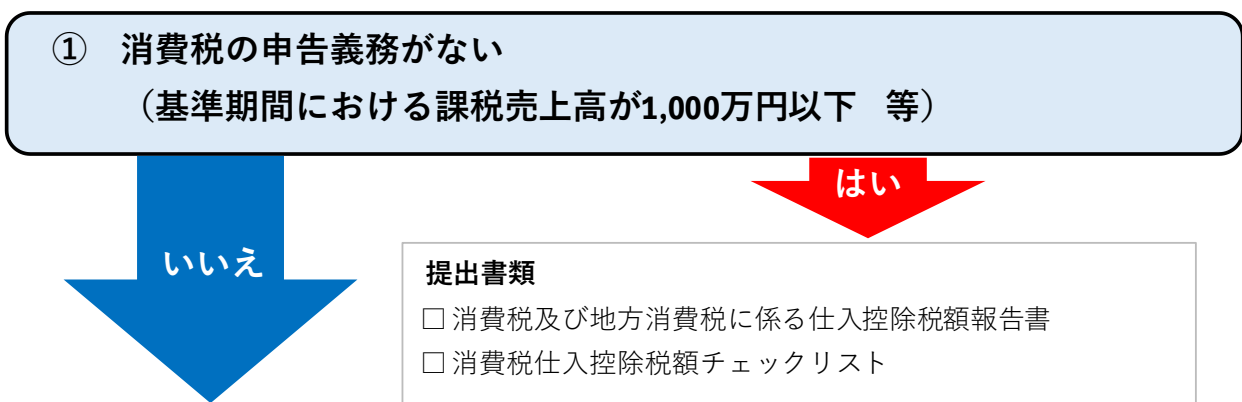 ① 消費税の申告義務がない
（基準期間における課税売上高が1,000万円以下 等）
はい
いいえ
提出書類
□ 消費税及び地方消費税に係る仕入控除税額報告書
□ 消費税仕入控除税額チェックリスト